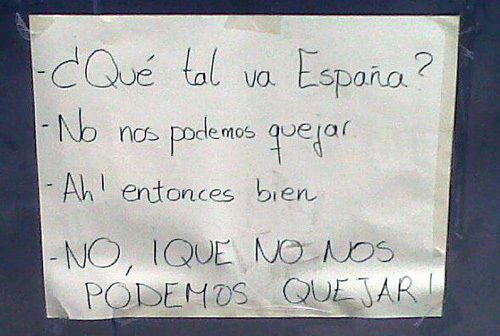 - ¿Qué tal va España?
- No nos podemos quejar
- Ah! entonces bien
- NO, ¡QUE NO NOS
PODEMOS QUEJAR!